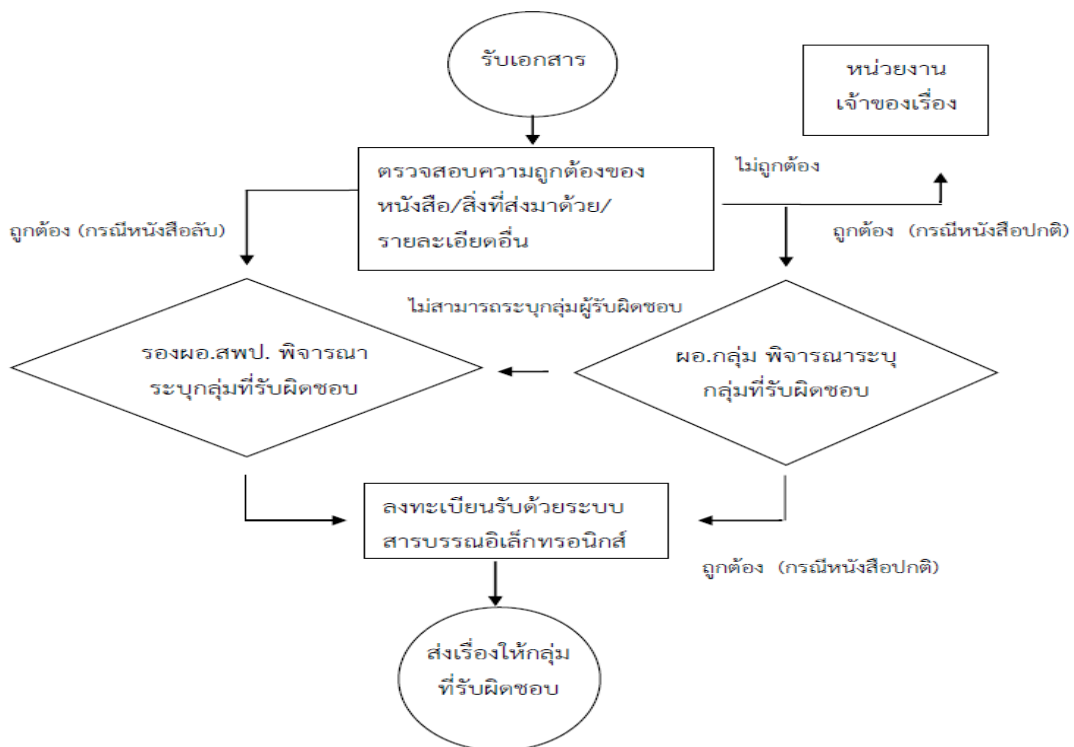 รับเอกสาร
หน่วยงาน
เจ้าของเรื่อง
ตรวจสอบความถูกต้องของ
หนังสือ/สิ่งที่ส่งมาด้วย/
รายละเอียดอื่น
ไม่ถูกต้อง
ถูกต้อง (กรณีหนังสือลับ)
ถูกต้อง (กรณีหนังสือปกติ)
ไม่สามารถระบุกลุ่มผู้รับผิดชอบ
รองผอ.สพป. พิจารณา
ระบุกลุ่มที่รับผิดชอบ
ผอ.กลุ่ม พิจารณาระบุ
กลุ่มที่รับผิดชอบ
ลงทะเบียนรับด้วยระบบ
สารบรรณอิเล็กทรอนิกส์
ถูกต้อง (กรณีหนังสือปกติ)
ส่งเรื่องให้กลุ่ม
ที่รับผิดชอบ